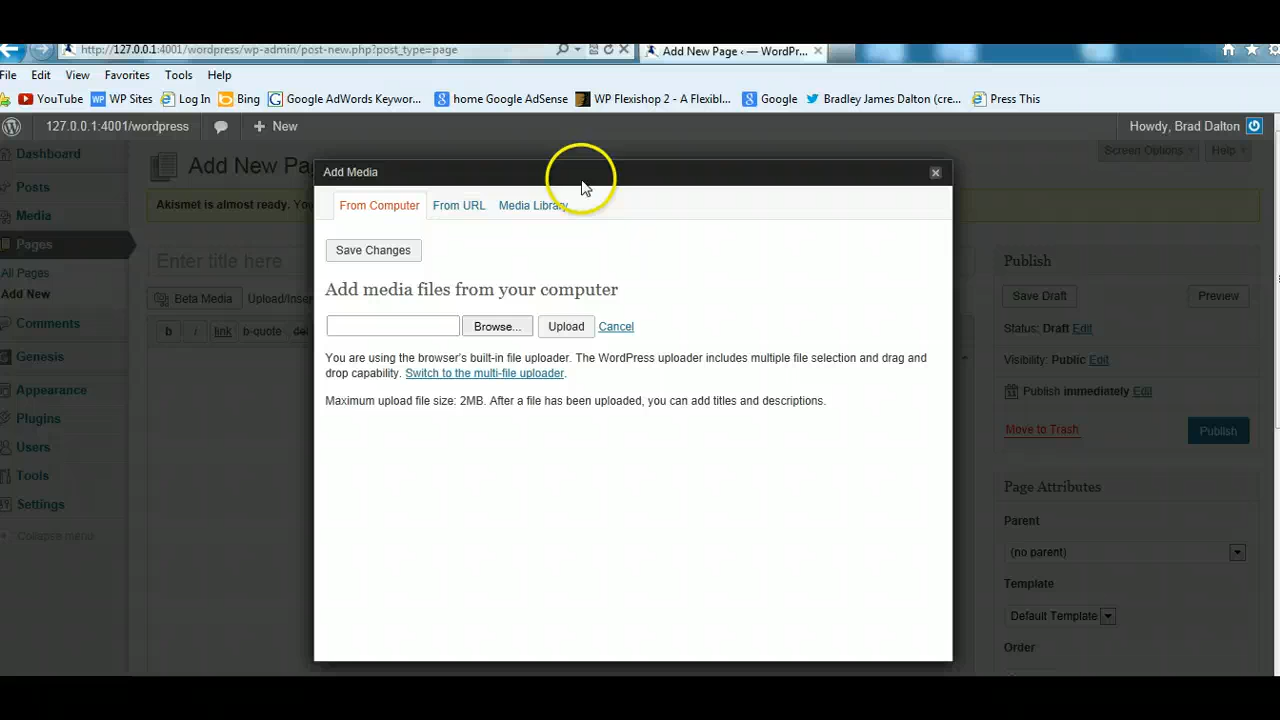 http://127.0.0.1:4001/wordpress/wp-admin/post-new.php?post_type=page
Add New Page ‹ — WordPr...
File Edit View Favorites Tools Help
YouTube WP Sites Log In Bing Google AdWords Keywor... home Google AdSense WP Flexishop 2 - A Flexibl... Google Bradley James Dalton (cre... Press This
127.0.0.1:4001/wordpress + New Howdy, Brad Dalton
Dashboard
Posts
Media
Pages
All Pages
Add New
Comments
Genesis
Appearance
Plugins
Users
Tools
Settings
Collapse menu
Add New Pa
Screen Options Help
Akismet is almost ready. Yo
Enter title here
Beta Media Upload/Inser
b i link b-quote del
Add Media
From Computer From URL Media Library
Save Changes
Add media files from your computer
Browse... Upload Cancel
You are using the browser's built-in file uploader. The WordPress uploader includes multiple file selection and drag and
drop capability. Switch to the multi-file uploader.
Maximum upload file size: 2MB. After a file has been uploaded, you can add titles and descriptions.
Publish
Save Draft Preview
Status: Draft Edit
Visibility: Public Edit
Publish immediately Edit
Move to Trash Publish
Page Attributes
Parent
(no parent)
Template
Default Template
Order